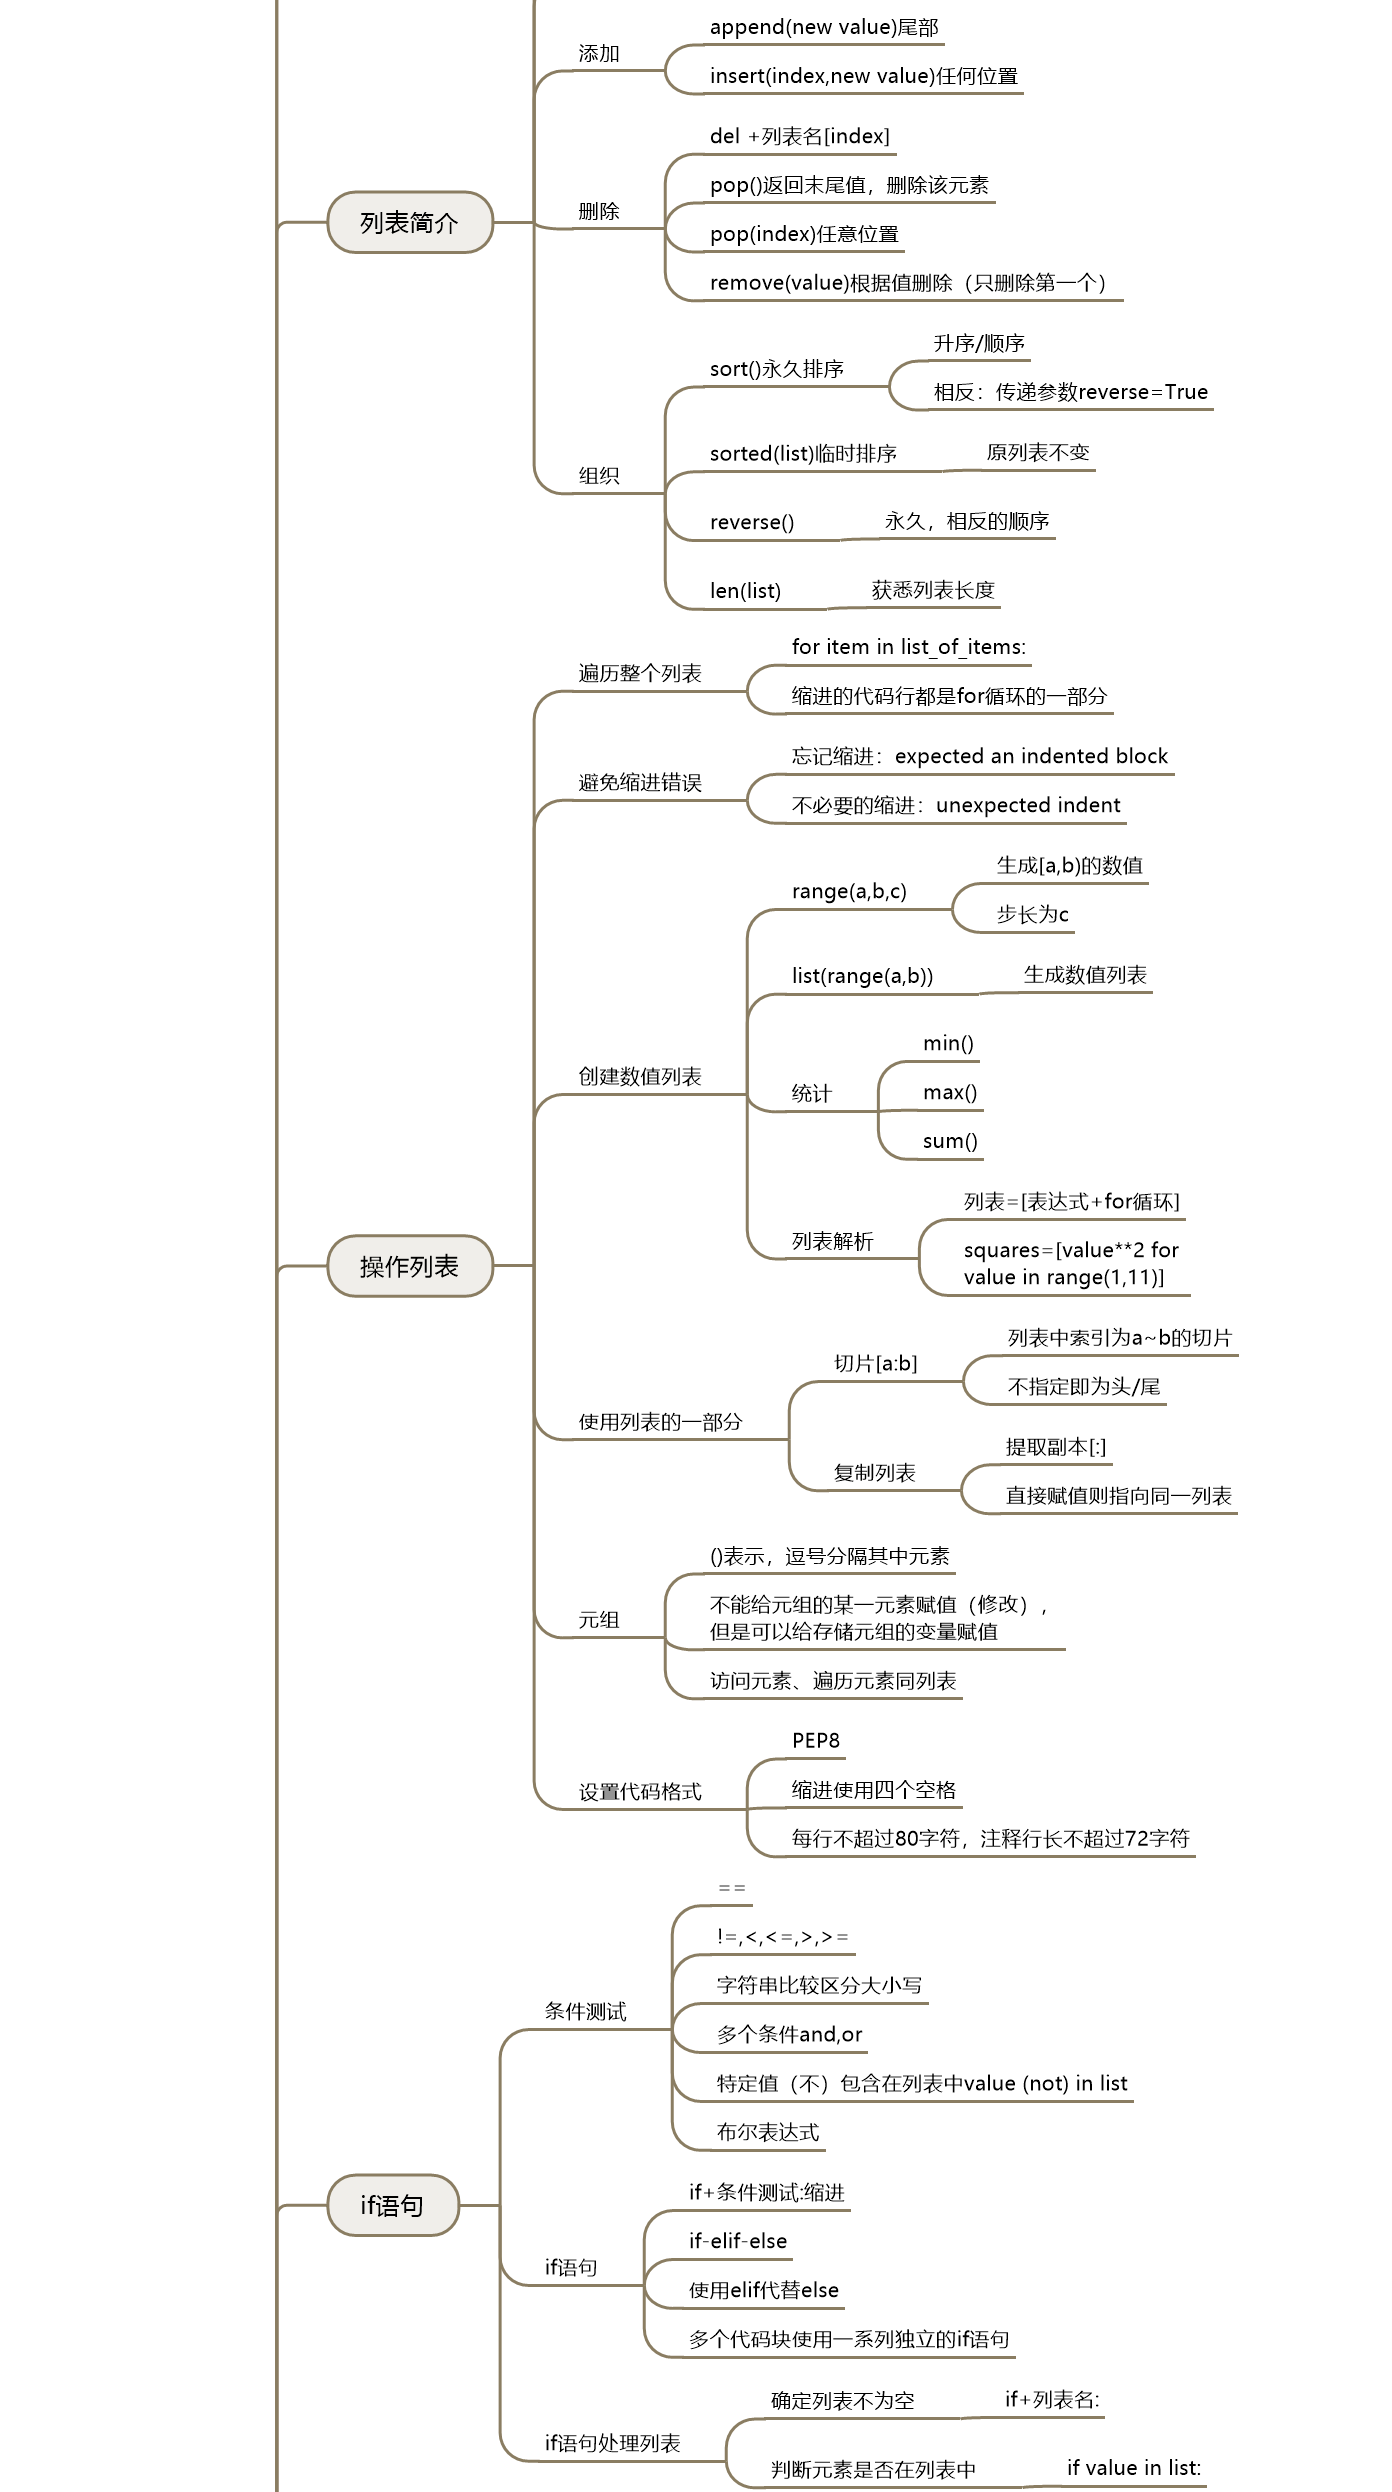 列表简介
添加
append(new value)尾部
insert(index,new value)任何位置
删除
del +列表名[index]
pop()返回末尾值，删除该元素
pop(index)任意位置
remove(value)根据值删除（只删除第一个）
组织
sort()永久排序
升序/顺序
相反：传递参数reverse=True
sorted(list)临时排序
原列表不变
reverse()
永久，相反的顺序
len(list)
获悉列表长度
操作列表
遍历整个列表
for item in list_of_items:
缩进的代码行都是for循环的一部分
避免缩进错误
忘记缩进：expected an indented block
不必要的缩进：unexpected indent
创建数值列表
range(a,b,c)
生成[a,b)的数值
步长为c
list(range(a,b))
生成数值列表
统计
min()
max()
sum()
列表解析
列表=[表达式+for循环]
squares=[value**2 for
value in range(1,11)]
使用列表的一部分
切片[a:b]
列表中索引为a~b的切片
不指定即为头/尾
复制列表
提取副本[:]
直接赋值则指向同一列表
元组
()表示，逗号分隔其中元素
不能给元组的某一元素赋值（修改），
但是可以给存储元组的变量赋值
访问元素、遍历元素同列表
设置代码格式
PEP8
缩进使用四个空格
每行不超过80字符，注释行长不超过72字符
if语句
条件测试
==
!=,<,<=,>,>=
字符串比较区分大小写
多个条件and,or
特定值（不）包含在列表中value (not) in list
布尔表达式
if语句
if+条件测试:缩进
if-elif-else
使用elif代替else
多个代码块使用一系列独立的if语句
if语句处理列表
确定列表不为空
if+列表名:
判断元素是否在列表中
if value in list: